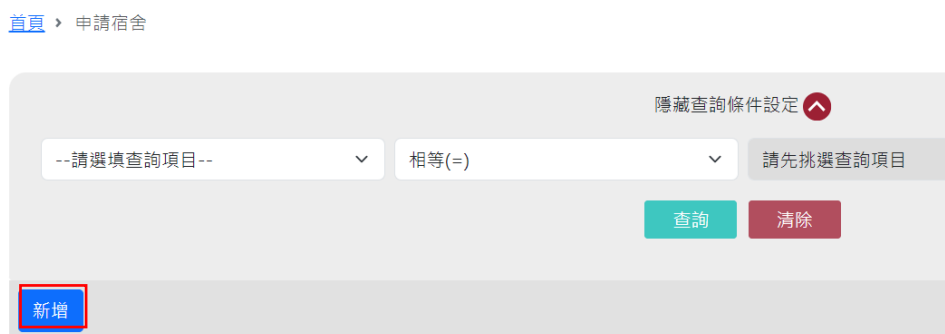 首頁 › 申請宿舍
隱藏查詢條件設定
--請選填查詢項目-- 相等(=) 請先挑選查詢項目
查詢 清除
新增